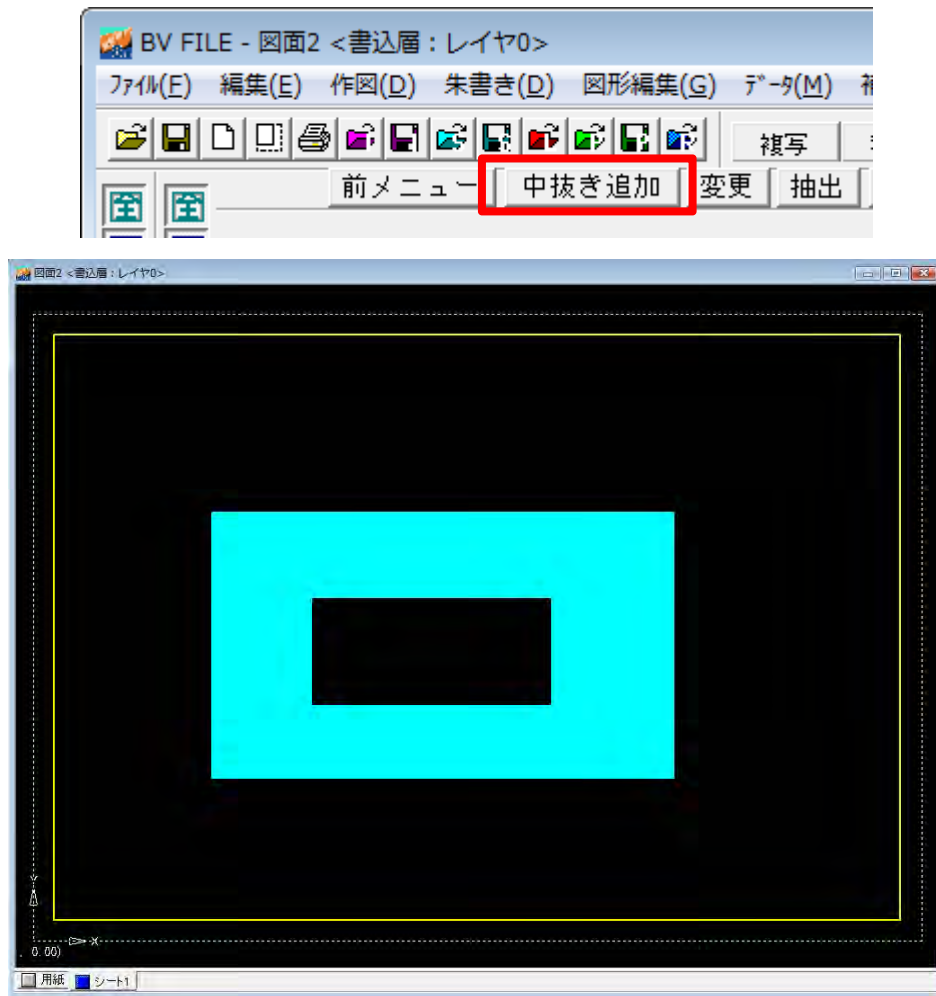 BV FILE - 図面2 <書込層 : レイヤ0>
ファイル(F) 編集(E) 作図(D) 朱書き(D) 図形編集(G) データ(M)
複写
前メニュー 中抜き追加 変更 抽出
全 全
図面2 <書込層 : レイヤ0>
Y
X
0.00)
用紙 シート1